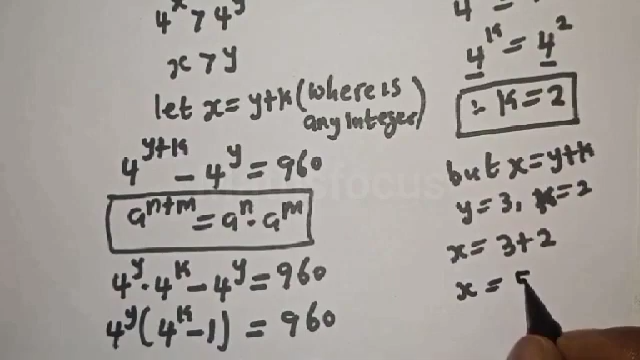 4^x > 4^y
x > y
let x = y+k (where is any integer)
4^{y+k} - 4^y = 960
a^{n+m} = a^n · a^m
4^y · 4^k - 4^y = 960
4^y (4^k - 1) = 960
4
4^k = 4^2
∴ k = 2
but x = y+k
y = 3, k = 2
x = 3+2
x = 5